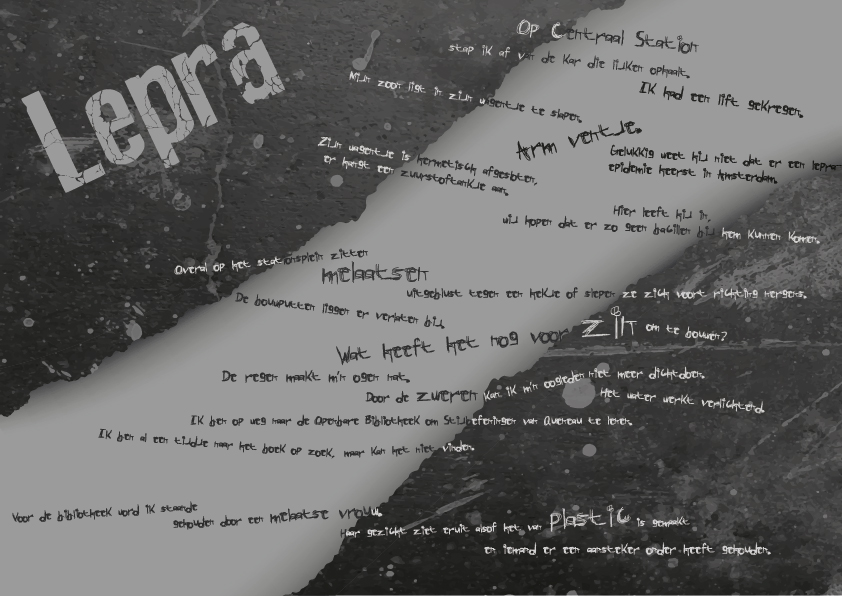 Lepra
Op Centraal Station
stap ik af van de kar die lijken ophaalt.
Ik had een lift gekregen.
Mijn zoon ligt in zijn wagentje te slapen.
Arm ventje.
Gelukkig weet hij niet dat er een lepra-
epidemie heerst in Amsterdam.
Zijn wagentje is hermetisch afgesloten,
er hangt een zuurstoftankje aan.
Hier leeft hij in,
wij hopen dat er zo geen bacillen bij hem kunnen komen.
Overal op het stationsplein zitten
melaatsen
uitgeblust tegen een hekje of slepen ze zich voort richting nergens.
De bouwputten liggen er verlaten bij.
Wat heeft het nog voor zin om te bouwen?
De regen maakt m'n ogen nat.
Door de zweren kan ik m'n oogleden niet meer dichtdoen.
Het water werkt verlichtend.
Ik ben op weg naar de Openbare Bibliotheek om Stijloefeningen van Queneau te lenen.
Ik ben al een tijdje naar het boek op zoek, maar kan het niet vinden.
Voor de bibliotheek word ik staande
gehouden door een melaatse vrouw.
Haar gezicht ziet eruit alsof het van plastic is gemaakt
en iemand er een aansteker onder heeft gehouden.